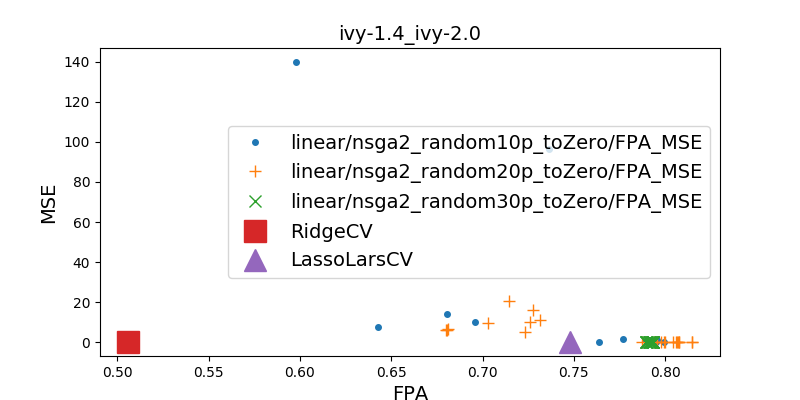 ivy-1.4_ivy-2.0
MSE
140
120
100
80
60
40
20
0
linear/nsga2_random10p_toZero/FPA_MSE
linear/nsga2_random20p_toZero/FPA_MSE
linear/nsga2_random30p_toZero/FPA_MSE
RidgeCV
LassoLarsCV
0.50 0.55 0.60 0.65 0.70 0.75 0.80
FPA